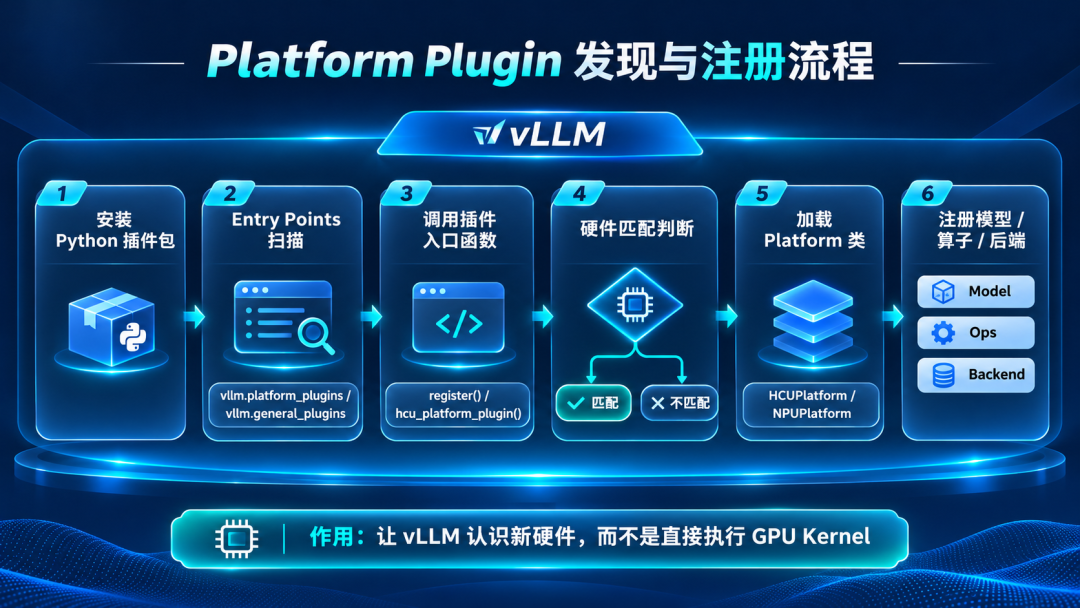 Platform Plugin 发现与注册流程
vLLM
1
安装
Python 插件包
2
Entry Points
扫描
vllm.platform_plugins /
vllm.general_plugins
3
调用插件
入口函数
</>
register() /
hcu_platform_plugin()
4
硬件匹配判断
匹配
不匹配
5
加载
Platform 类
HCUPlatform /
NPUPlatform
6
注册模型 /
算子 / 后端
Model
Ops
Backend
作用：让 vLLM 认识新硬件，而不是直接执行 GPU Kernel